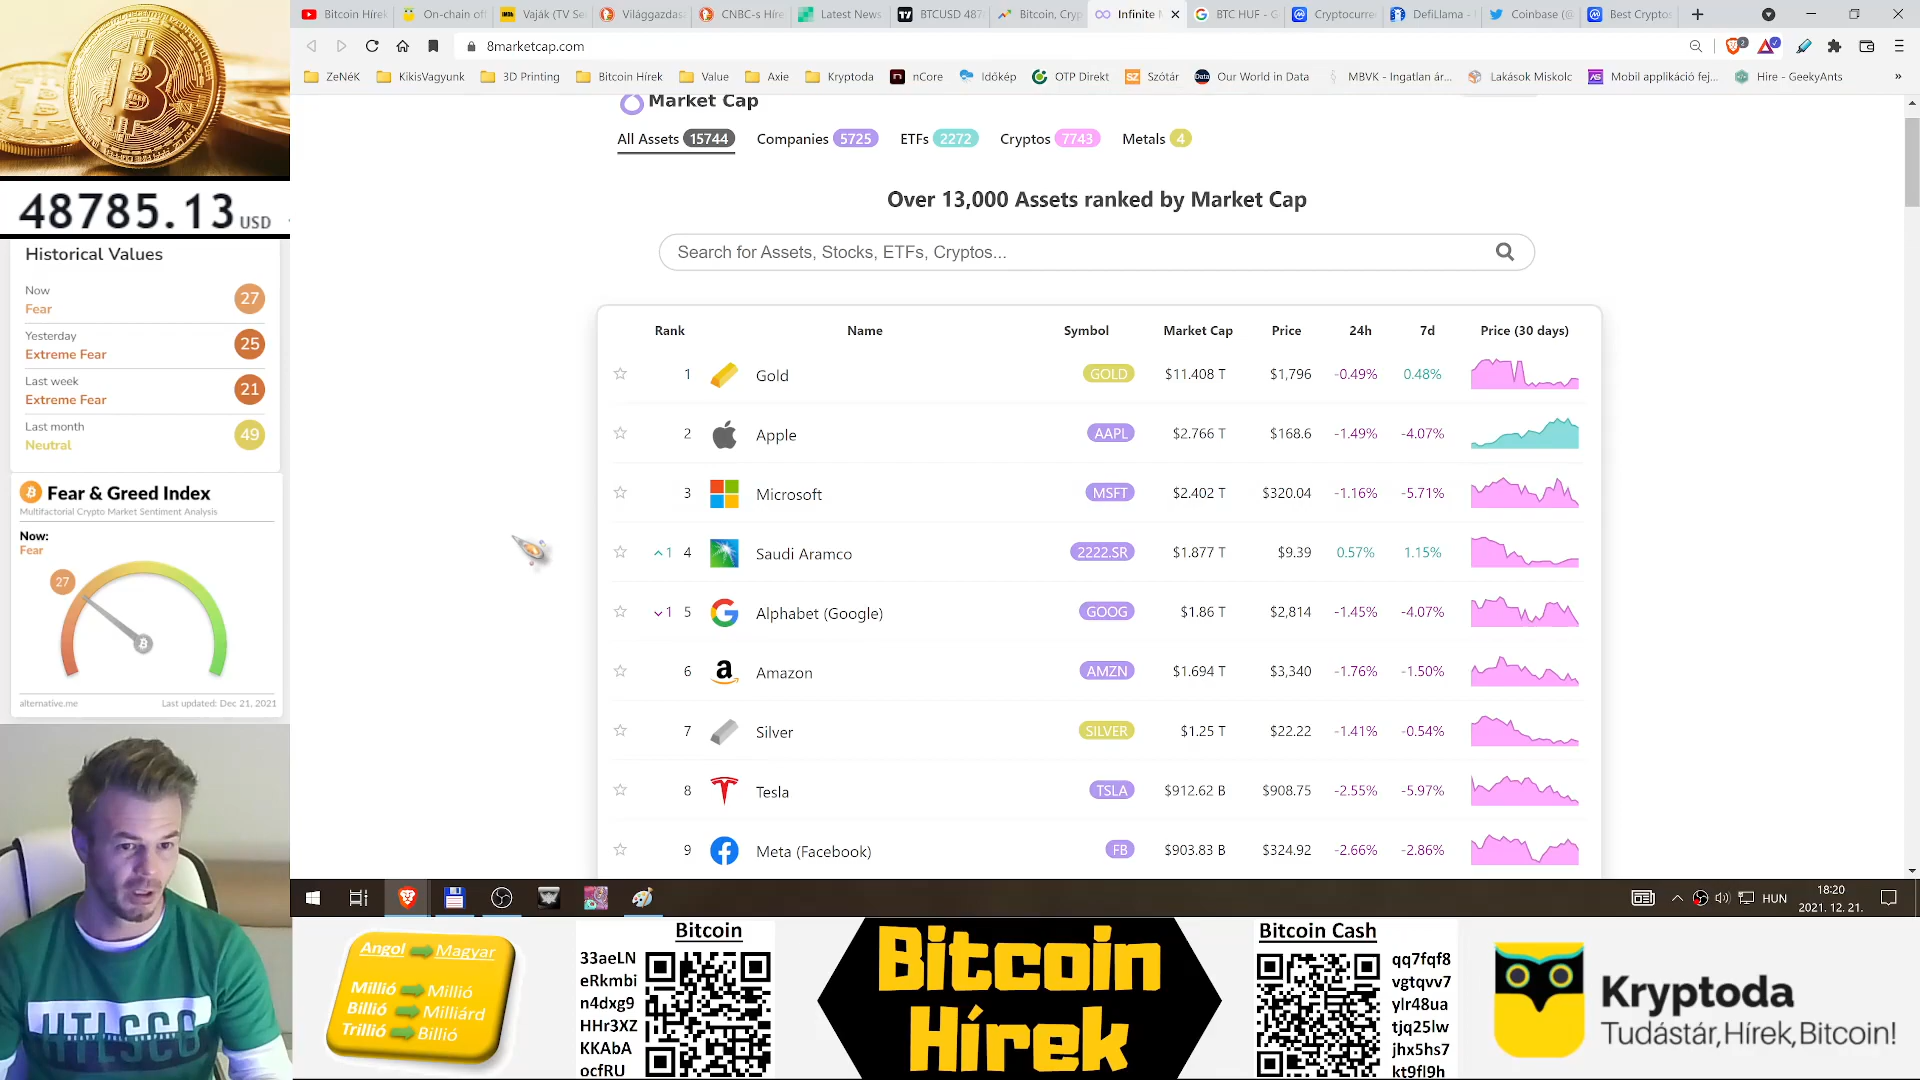 Bitcoin Hírek
On-chain of
Vaják (TV Se
Világgazdas
CNBC-s Híre
Latest News
BTCUSD 487
Bitcoin, Cryp
Infinite M
BTC HUF - G
Cryptocurre
DefiLlama -
Coinbase (@
Best Cryptos
8marketcap.com
ZeNéK
KikisVagyunk
3D Printing
Bitcoin Hírek
Value
Axie
Kryptoda
nCore
Időkép
OTP Direkt
Szótár
Our World in Data
MBVK - Ingatlan ár...
Lakások Miskolc
Mobil applikáció fej...
Hire - GeekyAnts
»
Market Cap
All Assets 15744 Companies 5725 ETFs 2272 Cryptos 7743 Metals 4
Over 13,000 Assets ranked by Market Cap
Search for Assets, Stocks, ETFs, Cryptos...
Rank Name Symbol Market Cap Price 24h 7d Price (30 days)
1 Gold GOLD $11.408 T $1,796 -0.49% 0.48%
2 Apple AAPL $2.766 T $168.6 -1.49% -4.07%
3 Microsoft MSFT $2.402 T $320.04 -1.16% -5.71%
1 4 Saudi Aramco 2222.SR $1.877 T $9.39 0.57% 1.15%
1 5 Alphabet (Google) GOOG $1.86 T $2,814 -1.45% -4.07%
6 Amazon AMZN $1.694 T $3,340 -1.76% -1.50%
7 Silver SILVER $1.25 T $22.22 -1.41% -0.54%
8 Tesla TSLA $912.62 B $908.75 -2.55% -5.97%
9 Meta (Facebook) FB $903.83 B $324.92 -2.66% -2.86%
48785.13 USD
Historical Values
Now
Fear
27
Yesterday
Extreme Fear
25
Last week
Extreme Fear
21
Last month
Neutral
49
Fear & Greed Index
Multifactorial Crypto Market Sentiment Analysis
Now:
Fear
27
alternative.me Last updated: Dec 21, 2021
HUN
18:20
2021. 12. 21.
Angol Magyar
Millió Millió
Billió Milliárd
Trillió Billió
Bitcoin
33aeLN
eRkmbi
n4dxg9
HHr3XZ
KKAbA
ocfRU
Bitcoin
Hírek
Bitcoin Cash
qq7fqf8
vgtqvv7
ylr48ua
tjq25lw
jhx5hs7
kt9fl9h
Kryptoda
Tudástár,Hírek,Bitcoin!